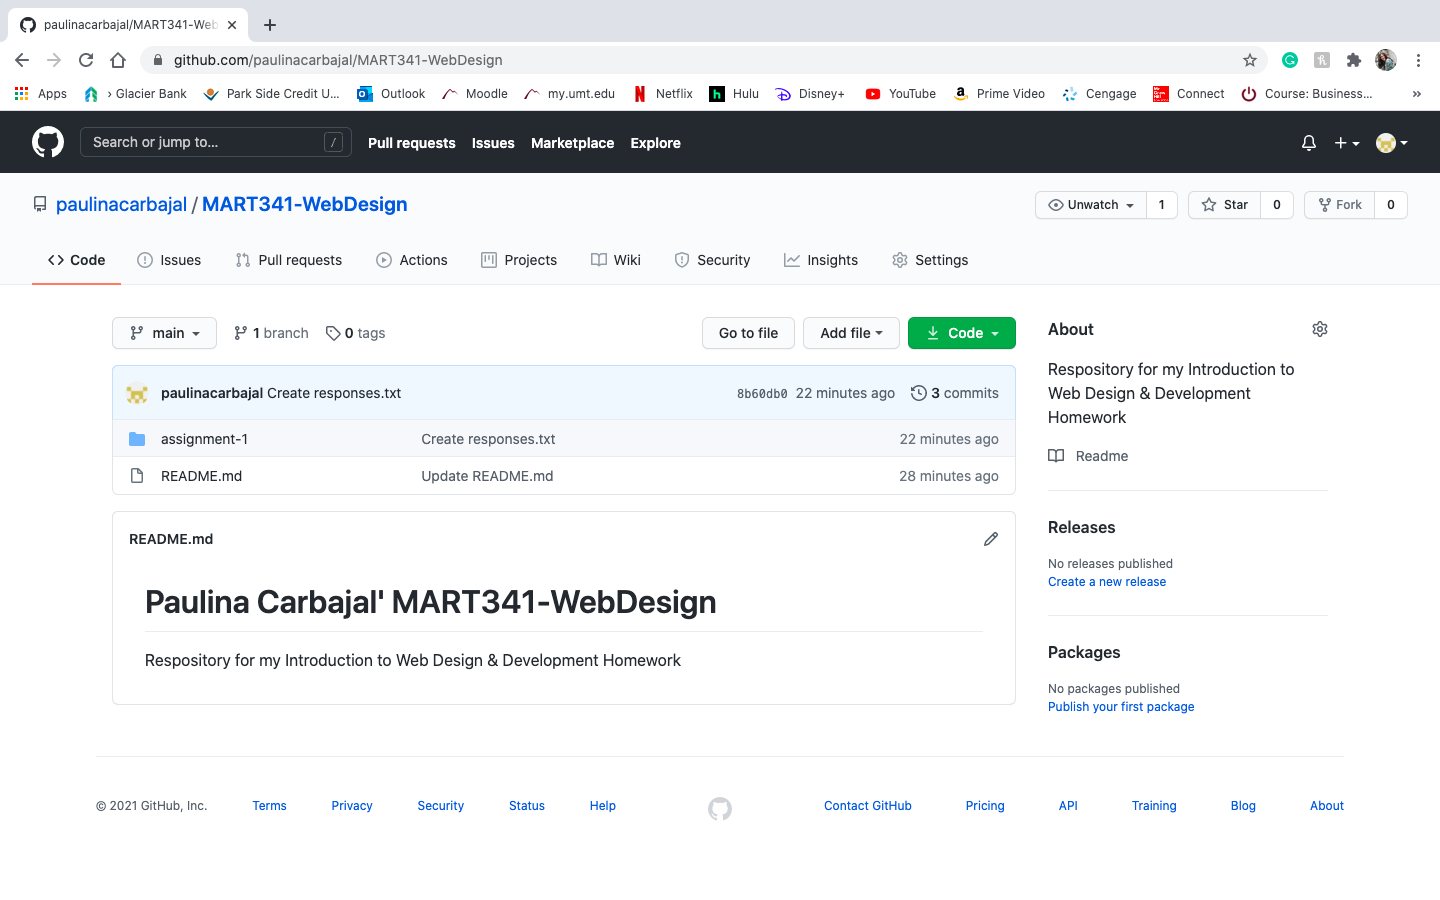 paulinacarbajal/MART341-Web
github.com/paulinacarbajal/MART341-WebDesign
Apps › Glacier Bank Park Side Credit U... Outlook Moodle my.umt.edu Netflix Hulu Disney+ YouTube Prime Video Cengage Connect Course: Business... »
Search or jump to... / Pull requests Issues Marketplace Explore
paulinacarbajal / MART341-WebDesign Unwatch 1 Star 0 Fork 0
Code Issues Pull requests Actions Projects Wiki Security Insights Settings
main 1 branch 0 tags Go to file Add file Code
paulinacarbajal Create responses.txt 8b60db0 22 minutes ago 3 commits
assignment-1 Create responses.txt 22 minutes ago
README.md Update README.md 28 minutes ago
README.md
Paulina Carbajal' MART341-WebDesign
Respository for my Introduction to Web Design & Development Homework
About
Respository for my Introduction to
Web Design & Development
Homework
Readme
Releases
No releases published
Create a new release
Packages
No packages published
Publish your first package
© 2021 GitHub, Inc. Terms Privacy Security Status Help Contact GitHub Pricing API Training Blog About